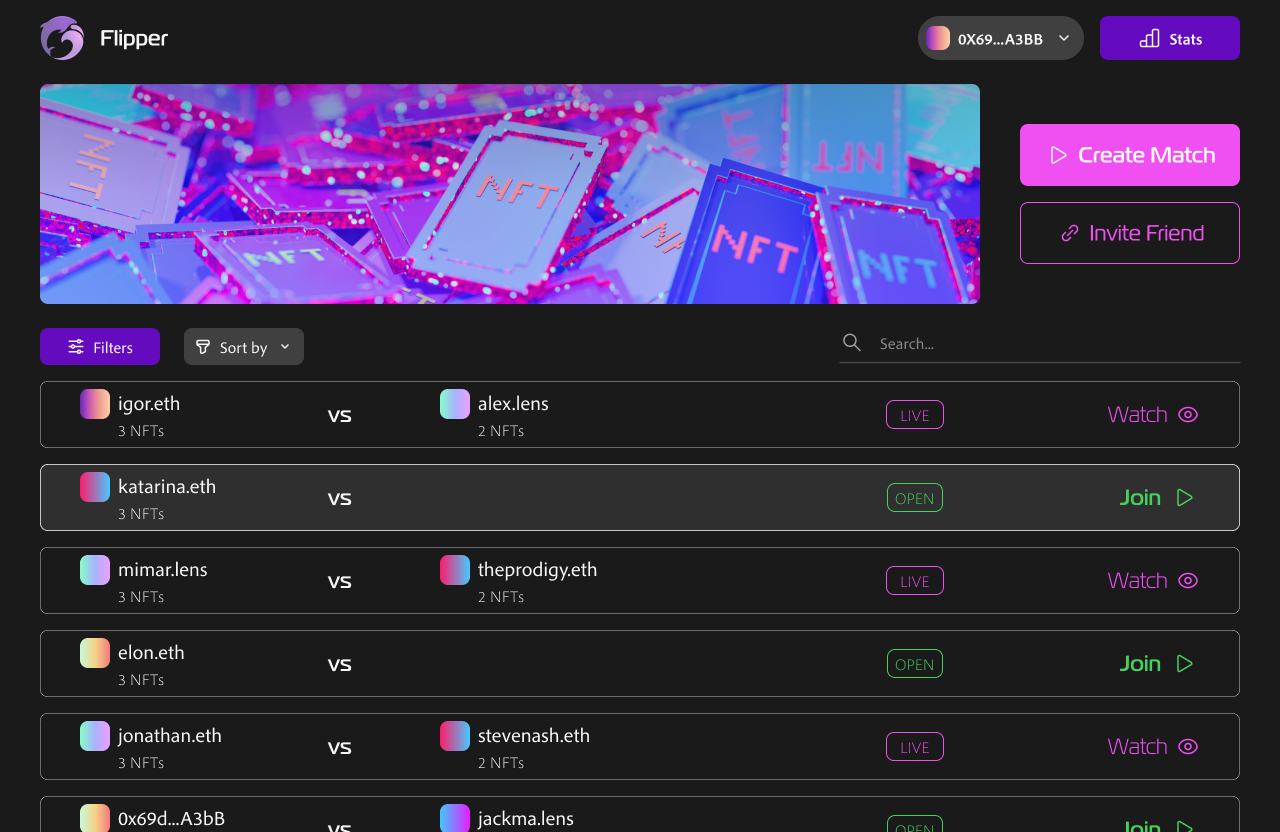 Flipper
0X69...A3BB
Stats
NFT
NFT
NFT
NFT
NFT
NFT
Create Match
Invite Friend
Filters
Sort by
Search...
igor.eth
3 NFTs
VS
alex.lens
2 NFTs
LIVE
Watch
katarina.eth
3 NFTs
VS
OPEN
Join
mimar.lens
3 NFTs
VS
theprodigy.eth
2 NFTs
LIVE
Watch
elon.eth
3 NFTs
VS
OPEN
Join
jonathan.eth
3 NFTs
VS
stevenash.eth
2 NFTs
LIVE
Watch
0x69d...A3bB
VS
jackma.lens
OPEN
Join